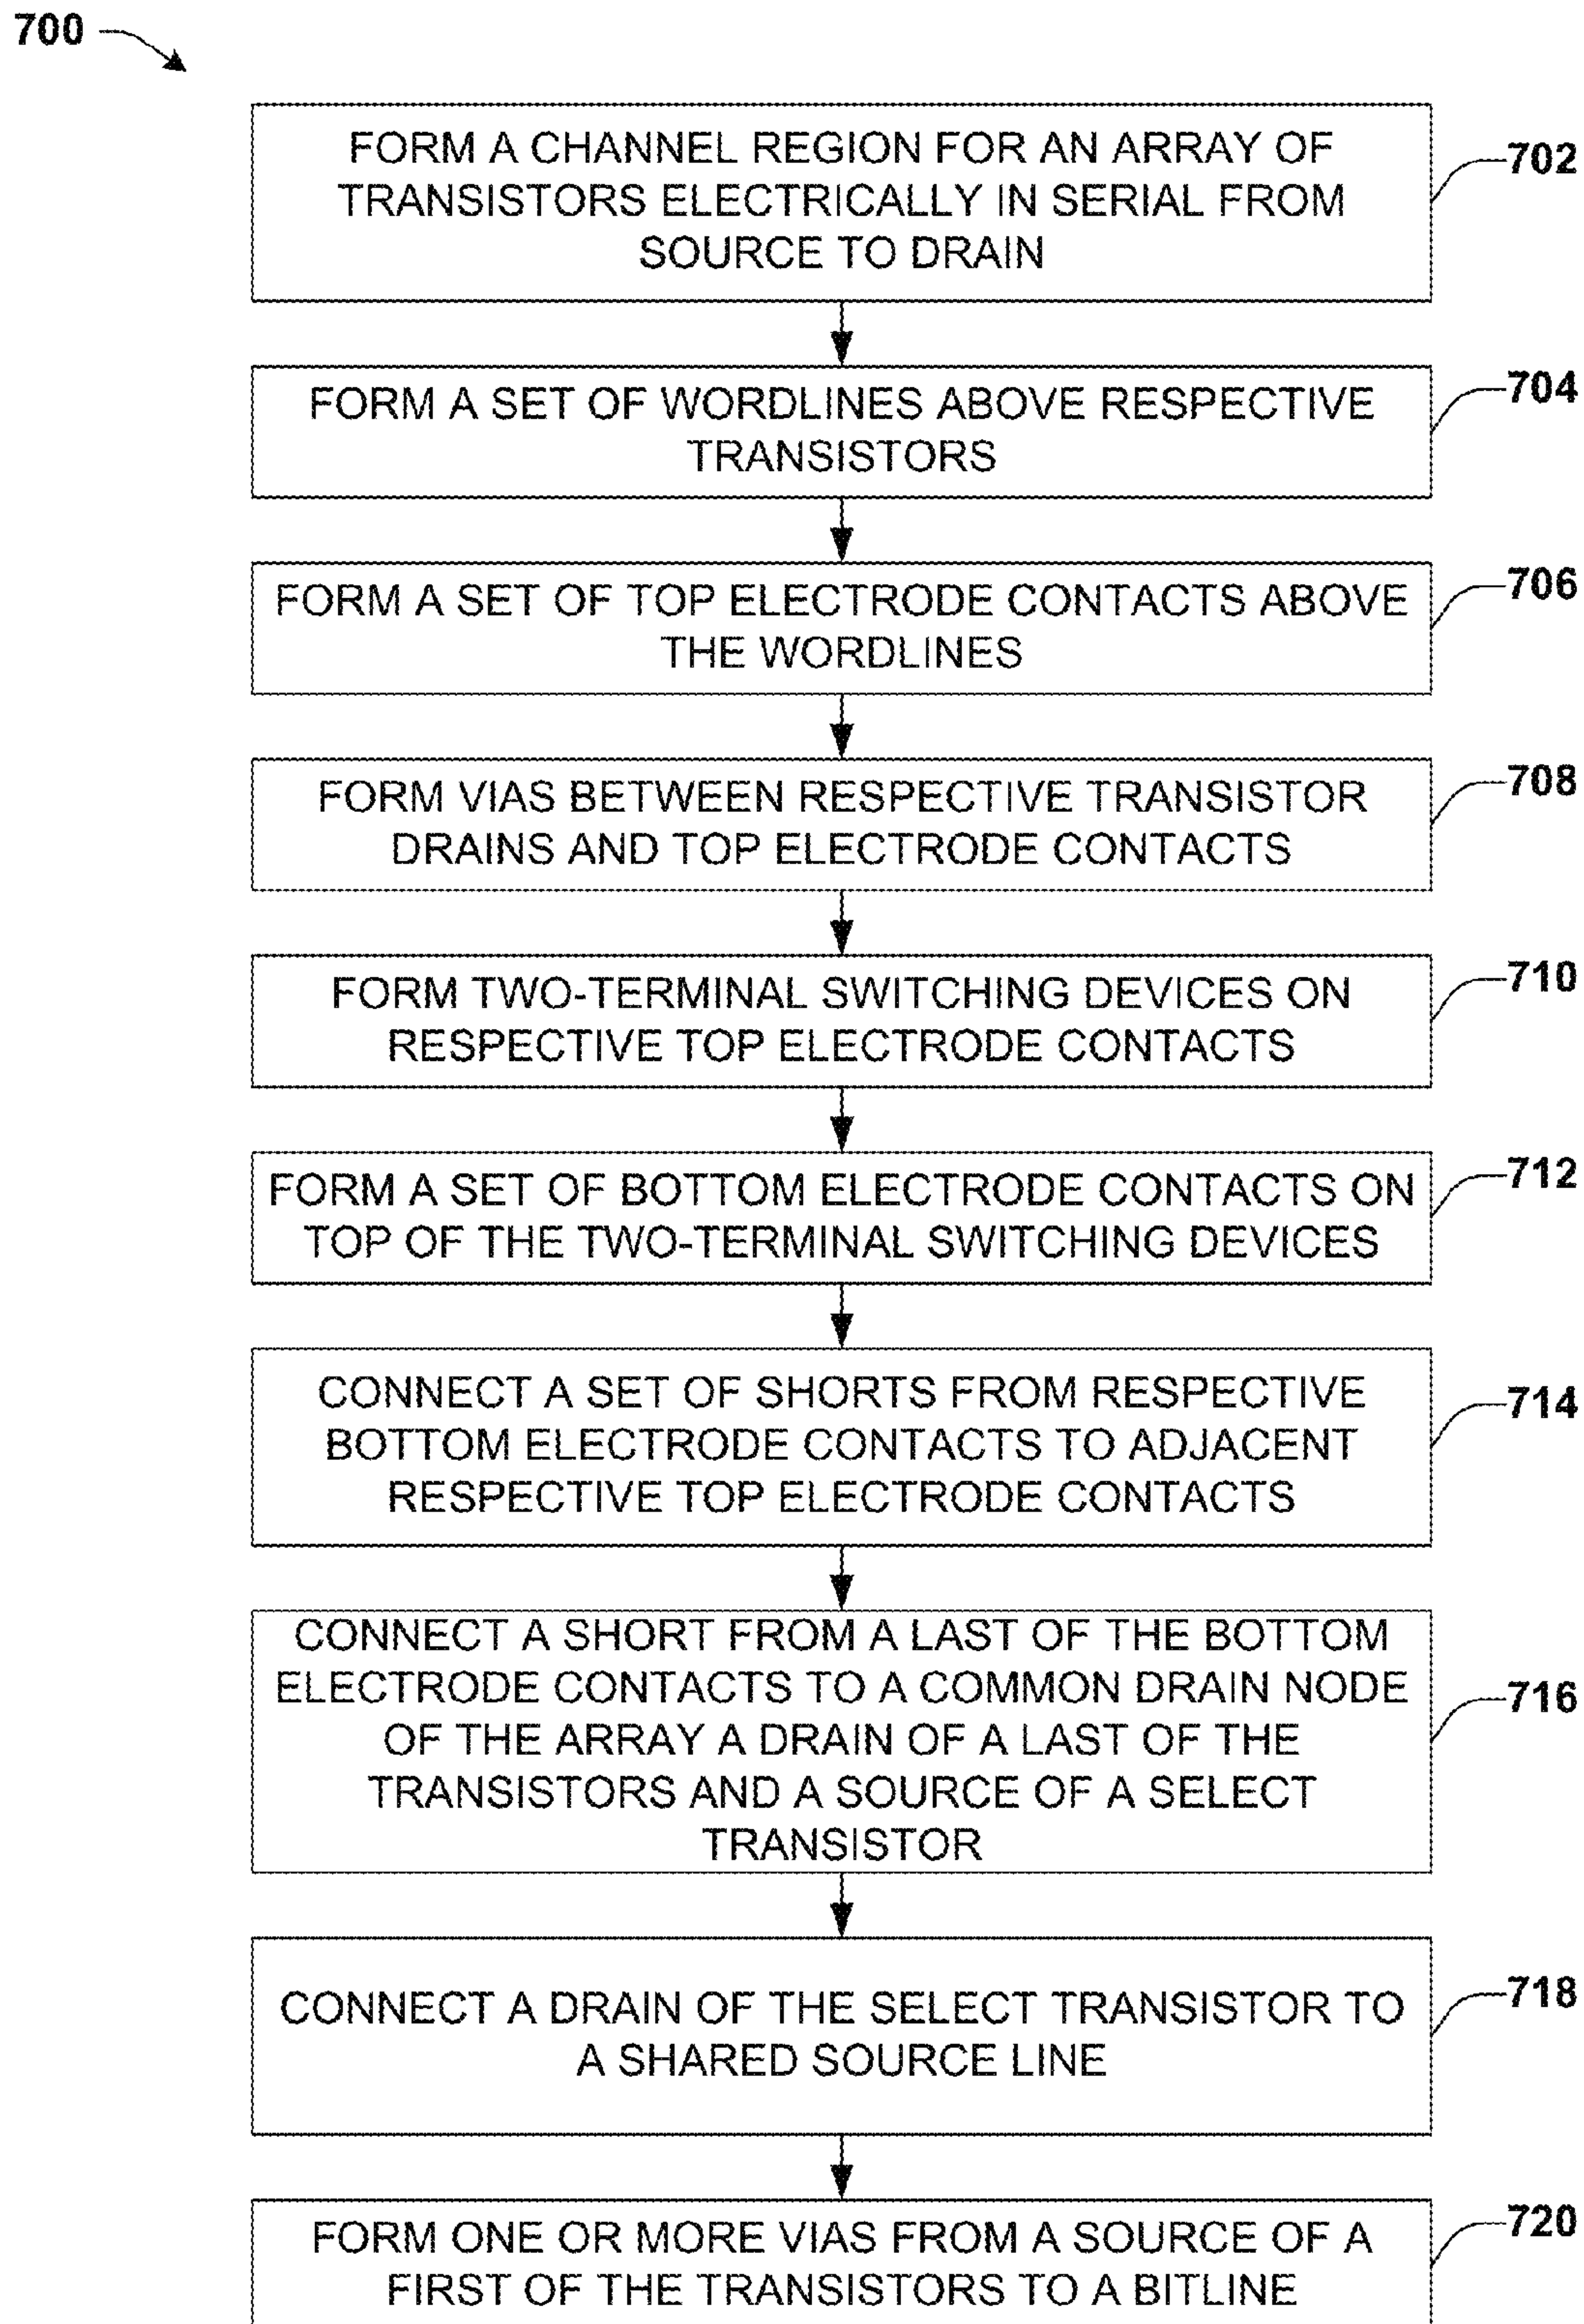 700
FORM A CHANNEL REGION FOR AN ARRAY OF
TRANSISTORS ELECTRICALLY IN SERIAL FROM
SOURCE TO DRAIN
702
FORM A SET OF WORDLINES ABOVE RESPECTIVE
TRANSISTORS
704
FORM A SET OF TOP ELECTRODE CONTACTS ABOVE
THE WORDLINES
706
FORM VIAS BETWEEN RESPECTIVE TRANSISTOR
DRAINS AND TOP ELECTRODE CONTACTS
708
FORM TWO-TERMINAL SWITCHING DEVICES ON
RESPECTIVE TOP ELECTRODE CONTACTS
710
FORM A SET OF BOTTOM ELECTRODE CONTACTS ON
TOP OF THE TWO-TERMINAL SWITCHING DEVICES
712
CONNECT A SET OF SHORTS FROM RESPECTIVE
BOTTOM ELECTRODE CONTACTS TO ADJACENT
RESPECTIVE TOP ELECTRODE CONTACTS
714
CONNECT A SHORT FROM A LAST OF THE BOTTOM
ELECTRODE CONTACTS TO A COMMON DRAIN NODE
OF THE ARRAY A DRAIN OF A LAST OF THE
TRANSISTORS AND A SOURCE OF A SELECT
TRANSISTOR
716
CONNECT A DRAIN OF THE SELECT TRANSISTOR TO
A SHARED SOURCE LINE
718
FORM ONE OR MORE VIAS FROM A SOURCE OF A
FIRST OF THE TRANSISTORS TO A BITLINE
720